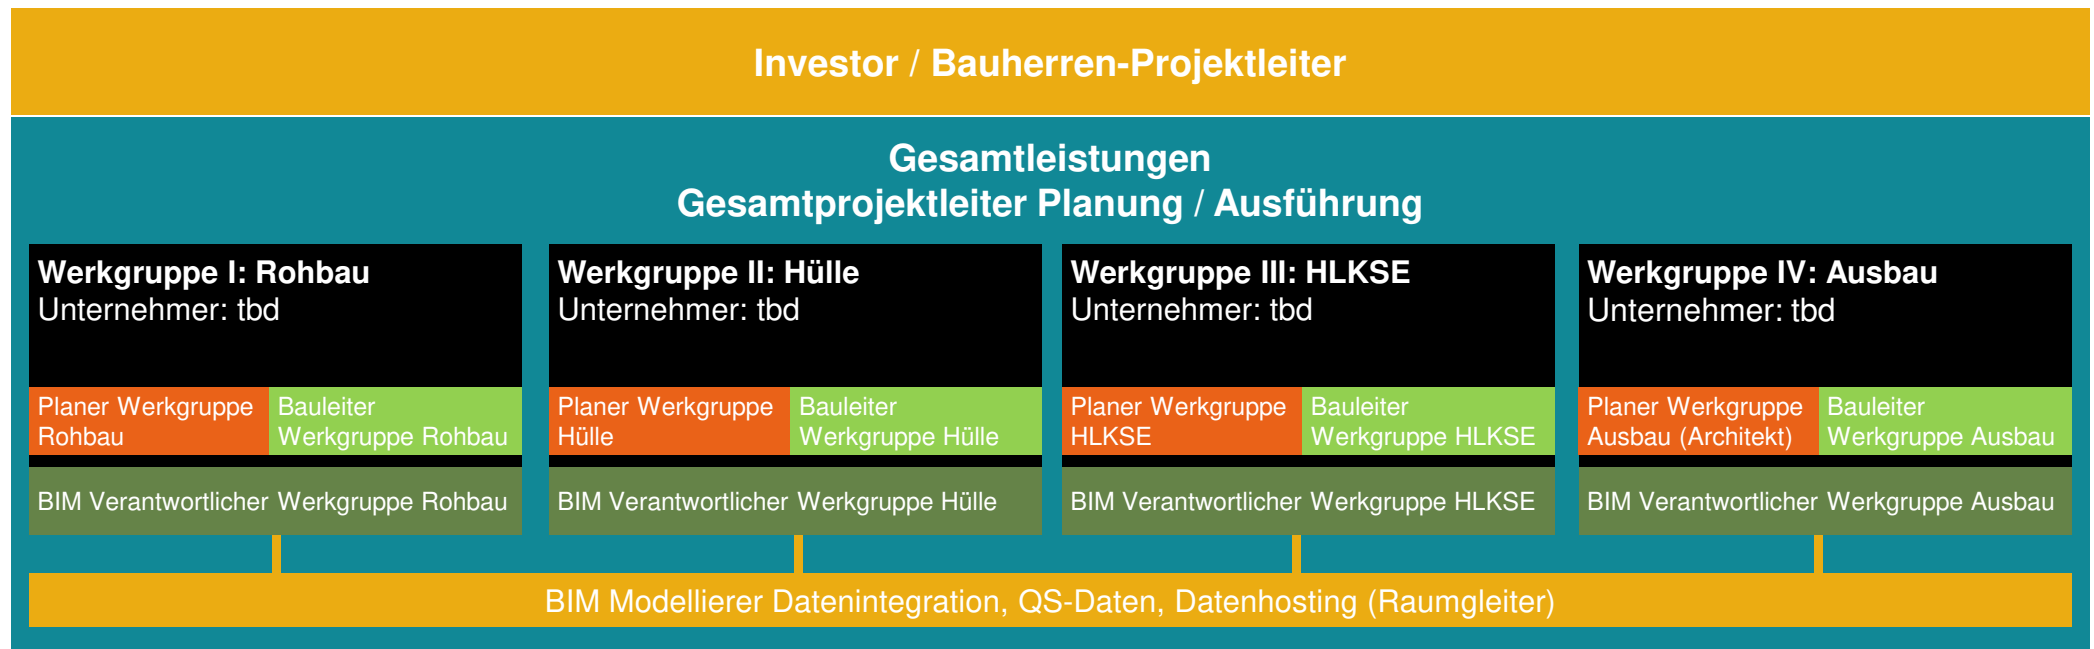 Investor / Bauherren-Projektleiter
Gesamtleistungen
Gesamtprojektleiter Planung / Ausführung
Werkgruppe I: Rohbau
Unternehmer: tbd
Planer Werkgruppe
Rohbau
Bauleiter
Werkgruppe Rohbau
BIM Verantwortlicher Werkgruppe Rohbau
Werkgruppe II: Hülle
Unternehmer: tbd
Planer Werkgruppe
Hülle
Bauleiter
Werkgruppe Hülle
BIM Verantwortlicher Werkgruppe Hülle
Werkgruppe III: HLKSE
Unternehmer: tbd
Planer Werkgruppe
HLKSE
Bauleiter
Werkgruppe HLKSE
BIM Verantwortlicher Werkgruppe HLKSE
Werkgruppe IV: Ausbau
Unternehmer: tbd
Planer Werkgruppe
Ausbau (Architekt)
Bauleiter
Werkgruppe Ausbau
BIM Verantwortlicher Werkgruppe Ausbau
BIM Modellierer Datenintegration, QS-Daten, Datenhosting (Raumgleiter)